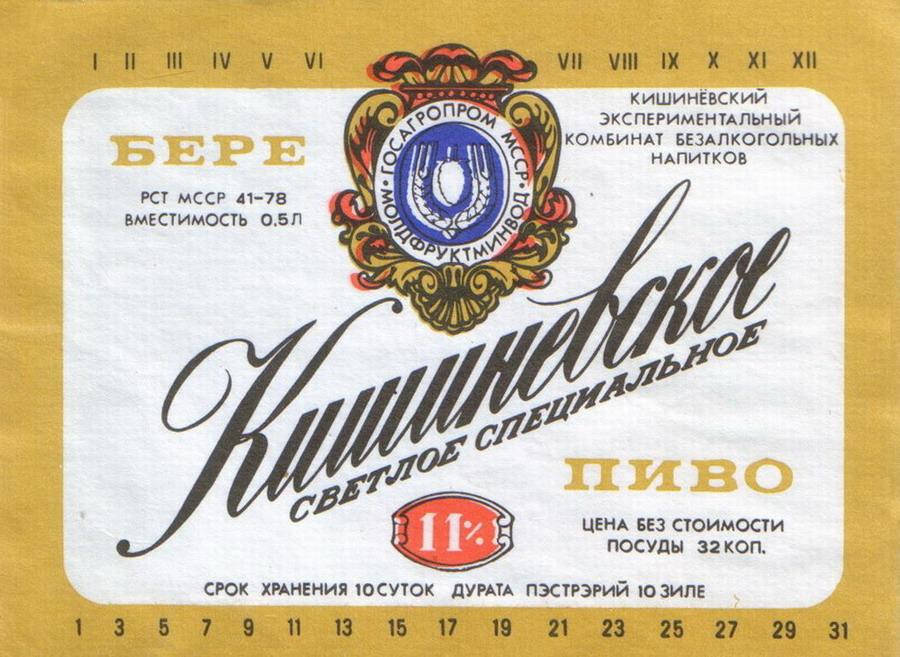 I II III IV V VI VII VIII IX X XI XII
БЕРЕ
РСТ МССР 41-78
ВМЕСТИМОСТЬ 0,5Л
ГОСАГРОПРОМ МССР·
МОЛДФРУКТМИНВОД·
КИШИНЁВСКИЙ
ЭКСПЕРИМЕНТАЛЬНЫЙ
КОМБИНАТ БЕЗАЛКОГОЛЬНЫХ
НАПИТКОВ
Кишиневское
СВЕТЛОЕ СПЕЦИАЛЬНОЕ
11%
ПИВО
ЦЕНА БЕЗ СТОИМОСТИ
ПОСУДЫ 32 КОП.
СРОК ХРАНЕНИЯ 10 СУТОК ДУРАТА ПЭСТРЭРИЙ 10 ЗИЛЕ
1 3 5 7 9 11 13 15 17 19 21 23 25 27 29 31